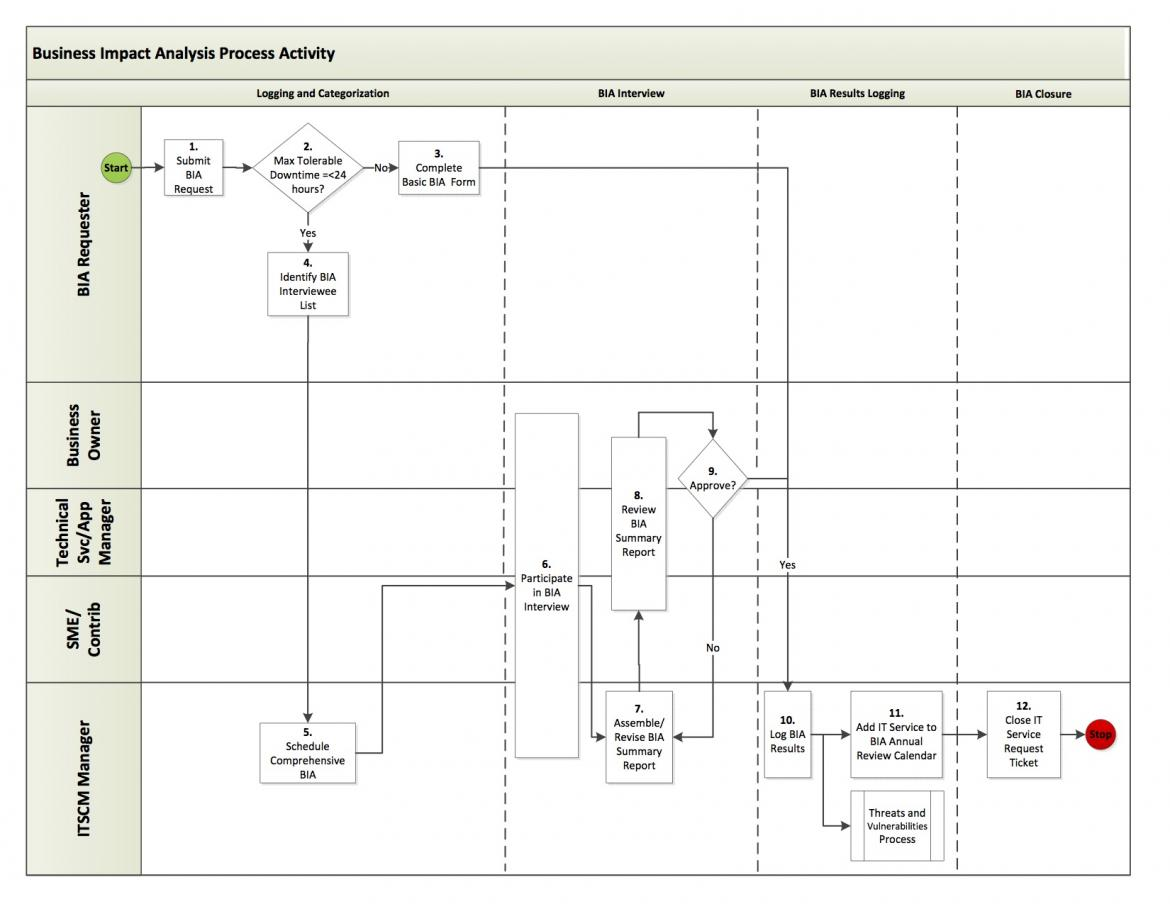 Business Impact Analysis Process Activity
Logging and Categorization
BIA Interview
BIA Results Logging
BIA Closure
BIA Requester
Start
1.
Submit
BIA
Request
2.
Max Tolerable
Downtime =<24
hours?
No
3.
Complete
Basic BIA Form
Yes
4.
Identify BIA
Interviewee
List
Business
Owner
Technical
Svc/App
Manager
SME/
Contrib
6.
Participate
in BIA
Interview
8.
Review
BIA
Summary
Report
9.
Approve?
Yes
No
ITSCM Manager
5.
Schedule
Comprehensive
BIA
7.
Assemble/
Revise BIA
Summary
Report
10.
Log BIA
Results
11.
Add IT Service to
BIA Annual
Review Calendar
12.
Close IT
Service
Request
Ticket
Stop
Threats and
Vulnerabilities
Process